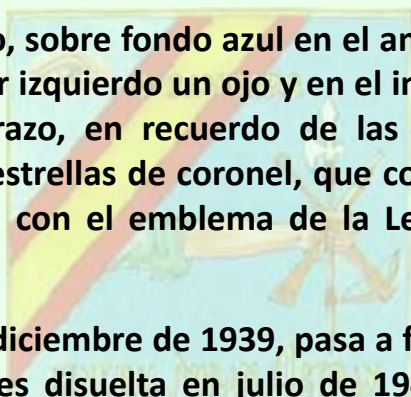 o, sobre fondo azul en el an
r izquierdo un ojo y en el in
razo, en recuerdo de las
estrellas de coronel, que co
con el emblema de la Le
diciembre de 1939, pasa a f
es disuelta en julio de 19